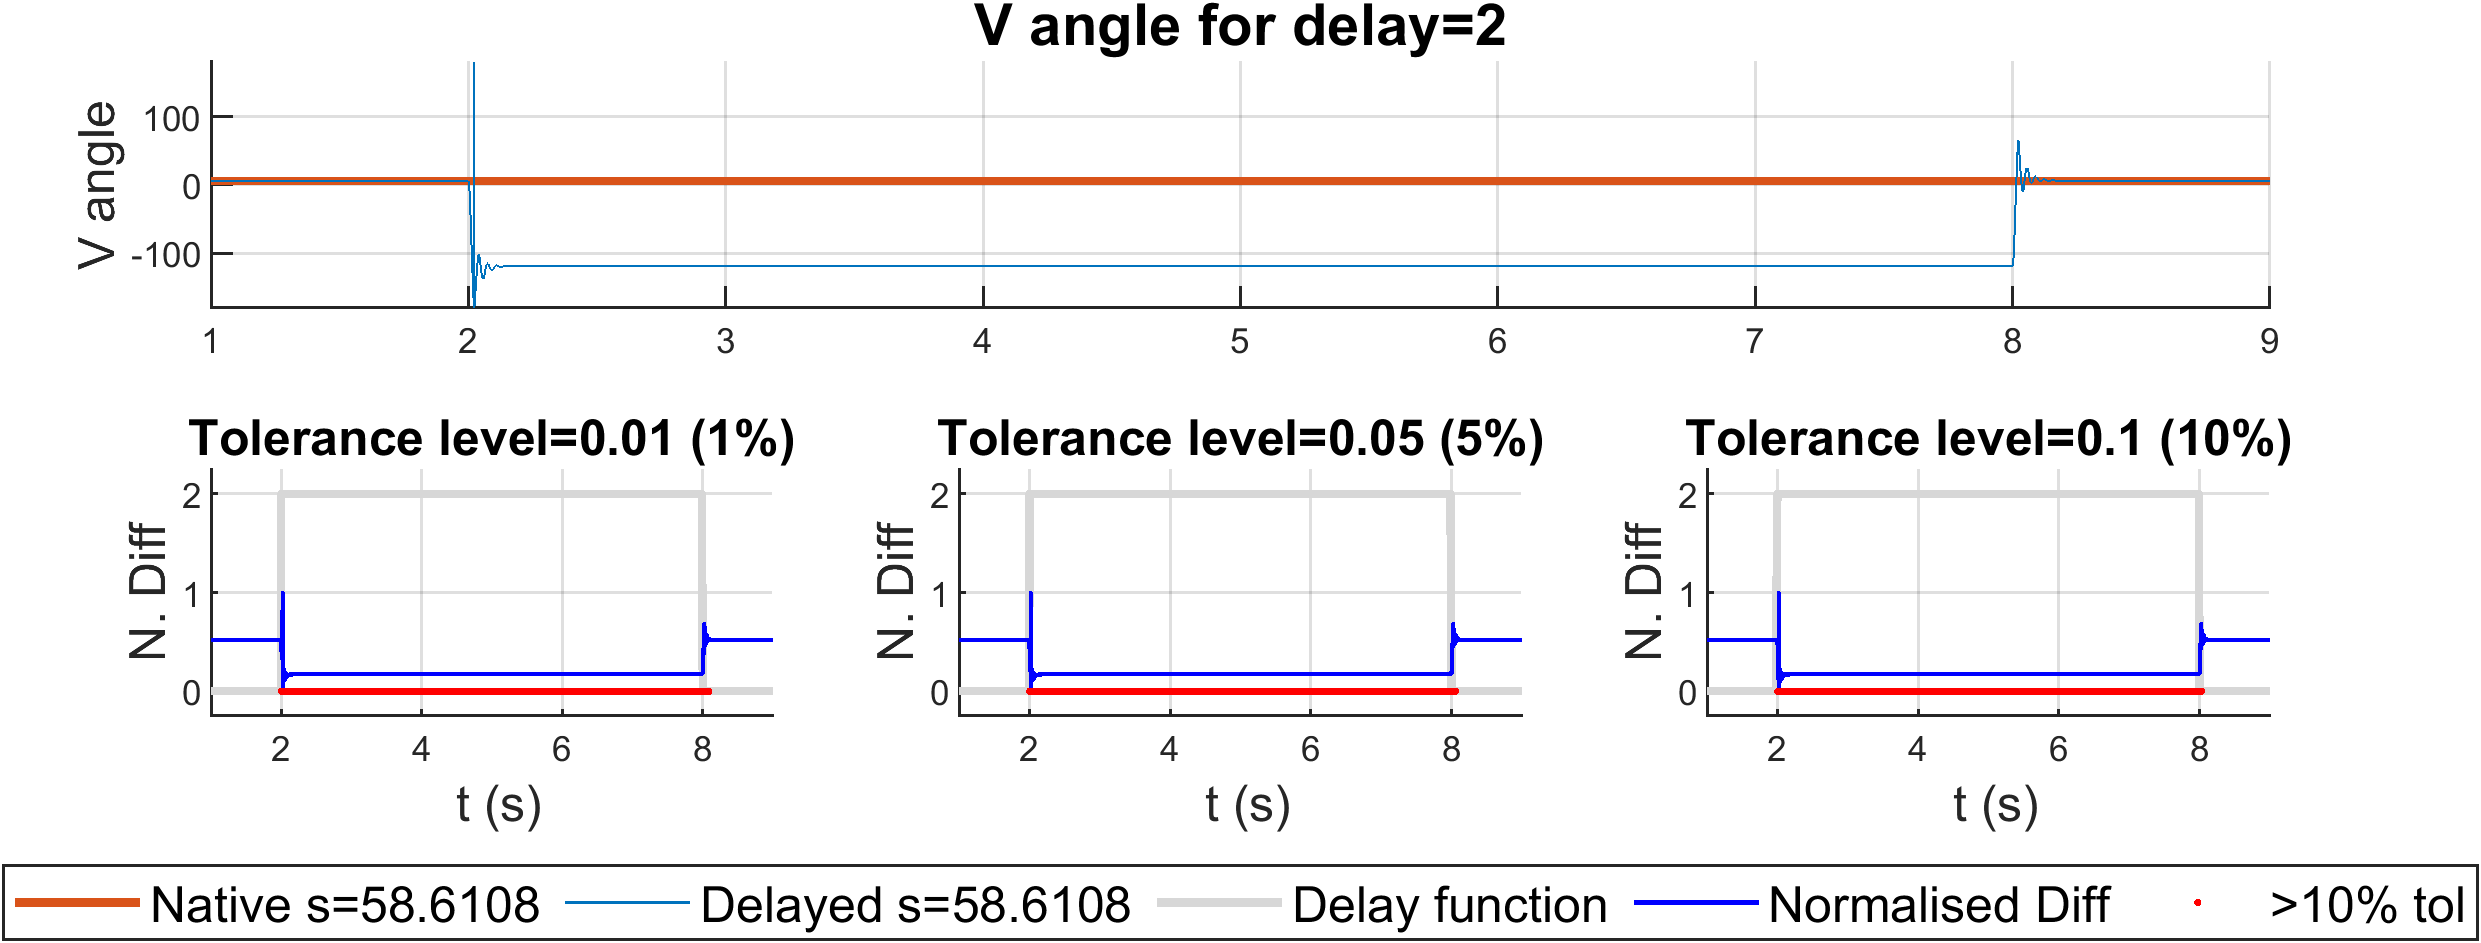 V angle for delay=2
V angle
100
0
-100
1 2 3 4 5 6 7 8 9
Tolerance level=0.01 (1%)
N. Diff
2
1
0
2 4 6 8
t (s)
Tolerance level=0.05 (5%)
N. Diff
2
1
0
2 4 6 8
t (s)
Tolerance level=0.1 (10%)
N. Diff
2
1
0
2 4 6 8
t (s)
Native s=58.6108 Delayed s=58.6108 Delay function Normalised Diff >10% tol